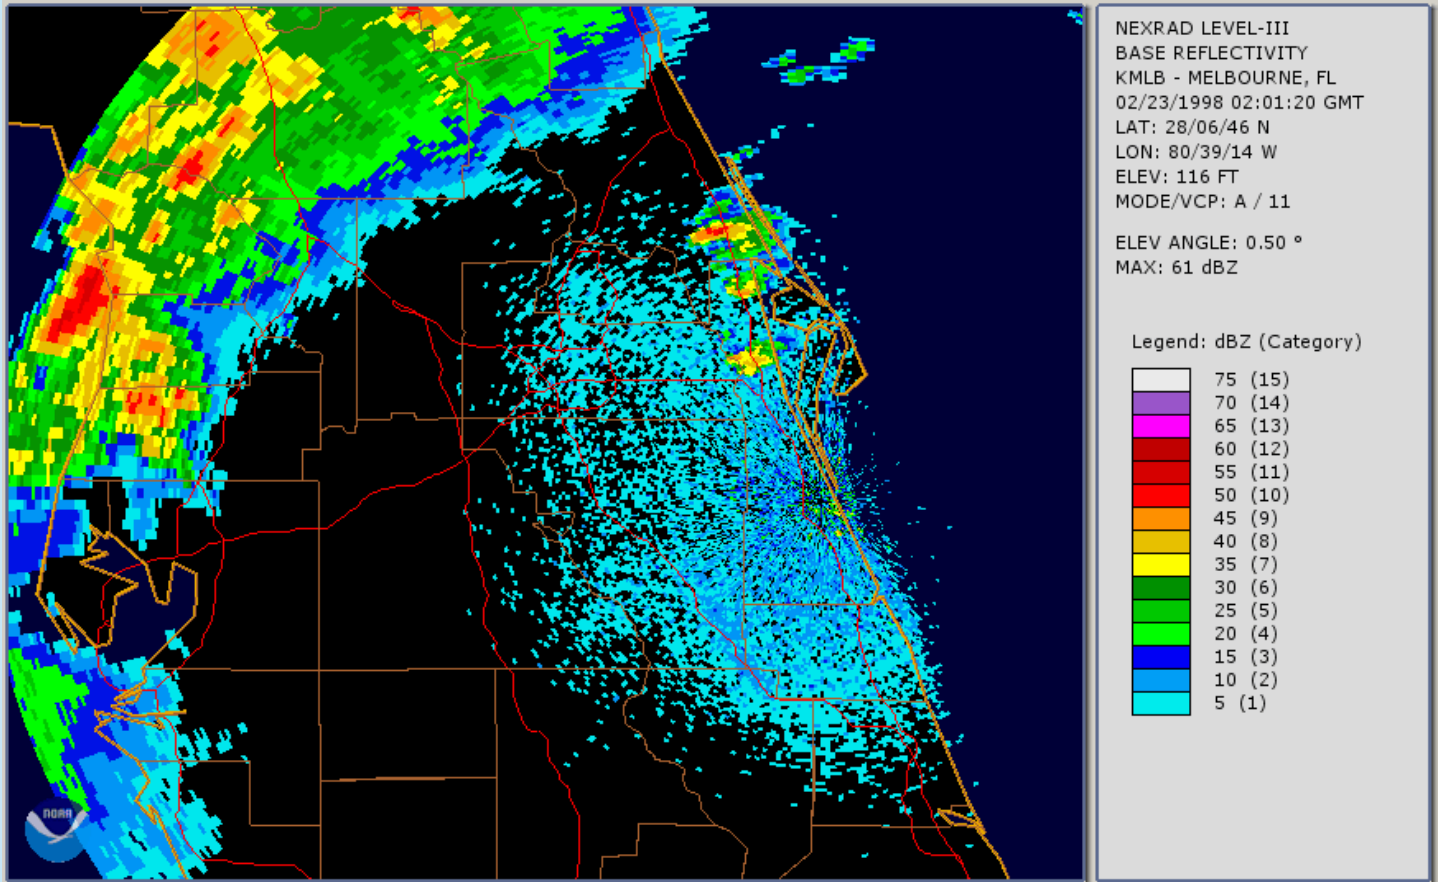 NEXRAD LEVEL-III
BASE REFLECTIVITY
KMLB - MELBOURNE, FL
02/23/1998 02:01:20 GMT
LAT: 28/06/46 N
LON: 80/39/14 W
ELEV: 116 FT
MODE/VCP: A / 11
ELEV ANGLE: 0.50 °
MAX: 61 dBZ
Legend: dBZ (Category)
75 (15)
70 (14)
65 (13)
60 (12)
55 (11)
50 (10)
45 (9)
40 (8)
35 (7)
30 (6)
25 (5)
20 (4)
15 (3)
10 (2)
5 (1)
NOAA